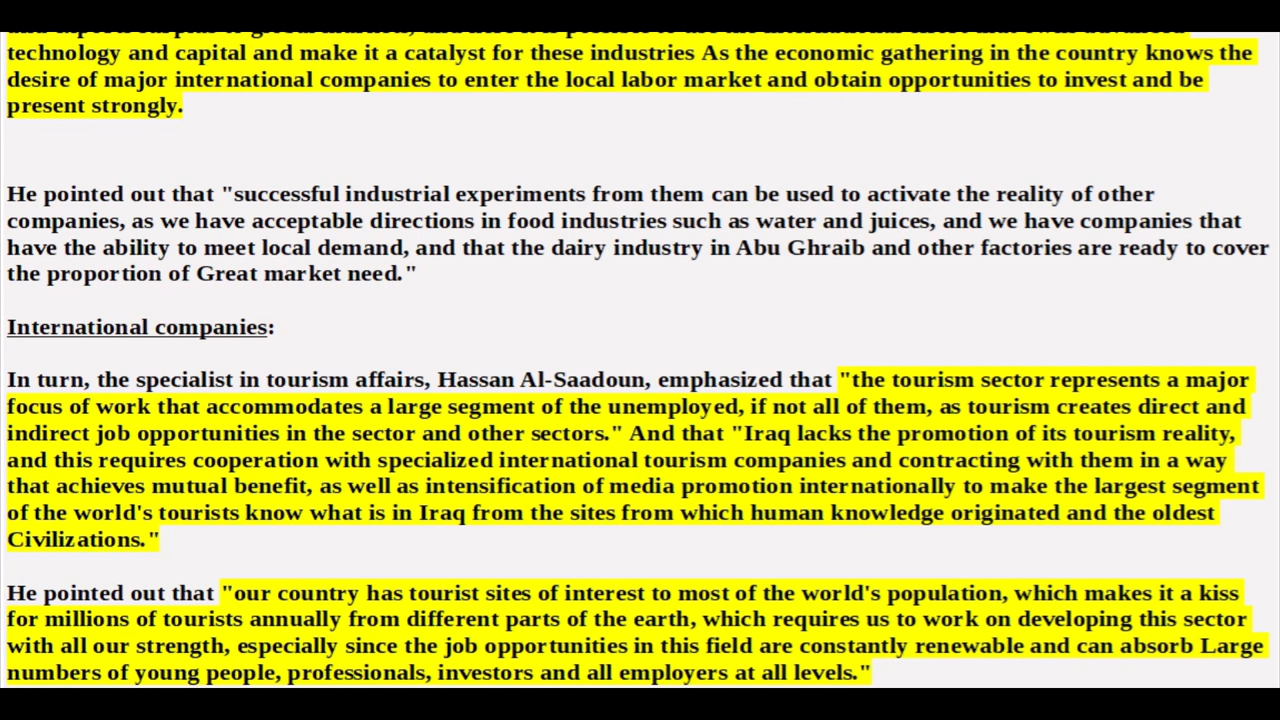 technology and capital and make it a catalyst for these industries As the economic gathering in the country knows the
desire of major international companies to enter the local labor market and obtain opportunities to invest and be
present strongly.
He pointed out that "successful industrial experiments from them can be used to activate the reality of other
companies, as we have acceptable directions in food industries such as water and juices, and we have companies that
have the ability to meet local demand, and that the dairy industry in Abu Ghraib and other factories are ready to cover
the proportion of Great market need."
International companies:
In turn, the specialist in tourism affairs, Hassan Al-Saadoun, emphasized that "the tourism sector represents a major
focus of work that accommodates a large segment of the unemployed, if not all of them, as tourism creates direct and
indirect job opportunities in the sector and other sectors." And that "Iraq lacks the promotion of its tourism reality,
and this requires cooperation with specialized international tourism companies and contracting with them in a way
that achieves mutual benefit, as well as intensification of media promotion internationally to make the largest segment
of the world's tourists know what is in Iraq from the sites from which human knowledge originated and the oldest
Civilizations."
He pointed out that "our country has tourist sites of interest to most of the world's population, which makes it a kiss
for millions of tourists annually from different parts of the earth, which requires us to work on developing this sector
with all our strength, especially since the job opportunities in this field are constantly renewable and can absorb Large
numbers of young people, professionals, investors and all employers at all levels."